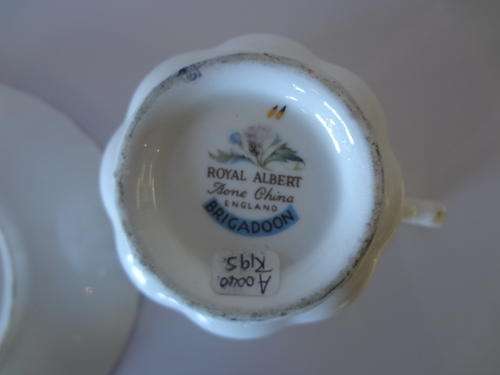 ROYAL ALBERT
Bone China
ENGLAND
BRIGADOON
A0040
R195